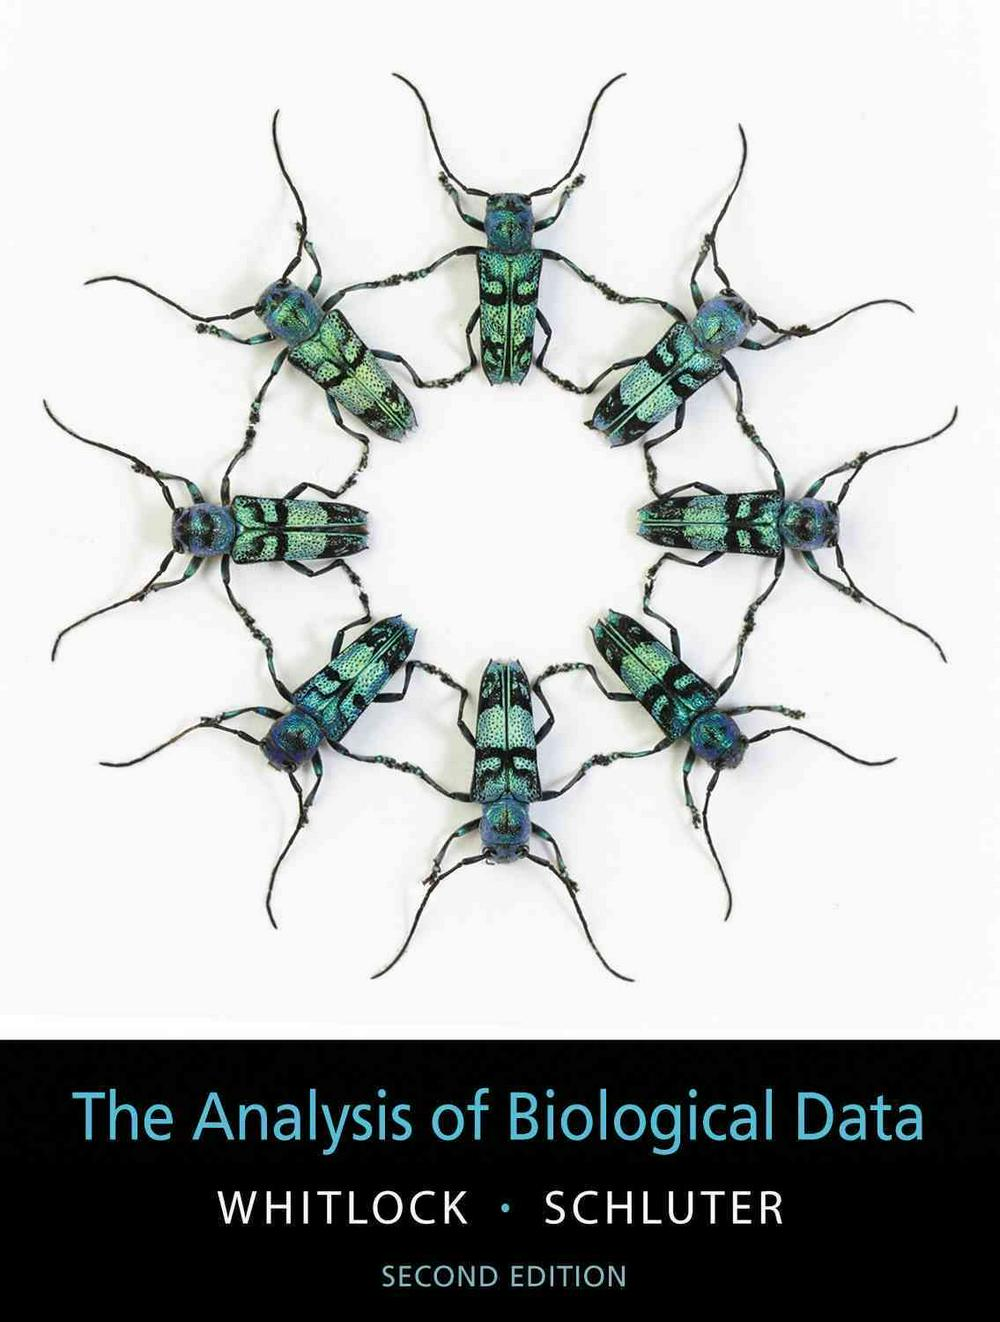 The Analysis of Biological Data
WHITLOCK · SCHLUTER
SECOND EDITION